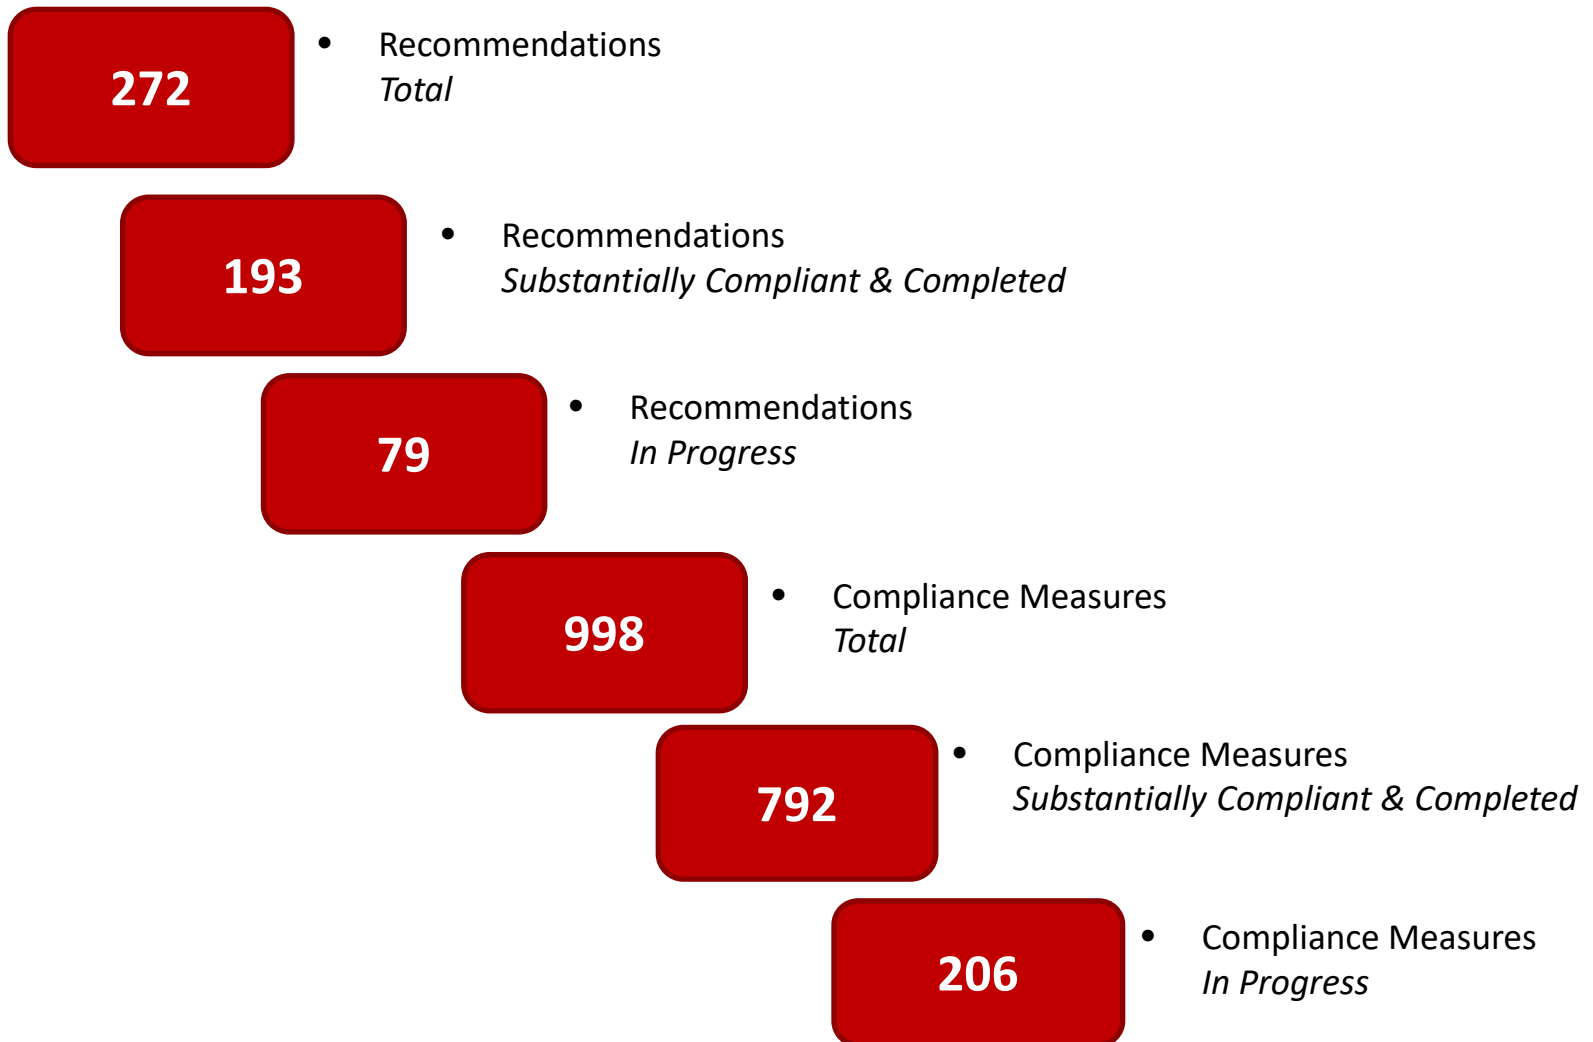 272
• Recommendations
Total
193
• Recommendations
Substantially Compliant & Completed
79
• Recommendations
In Progress
998
• Compliance Measures
Total
792
• Compliance Measures
Substantially Compliant & Completed
206
• Compliance Measures
In Progress